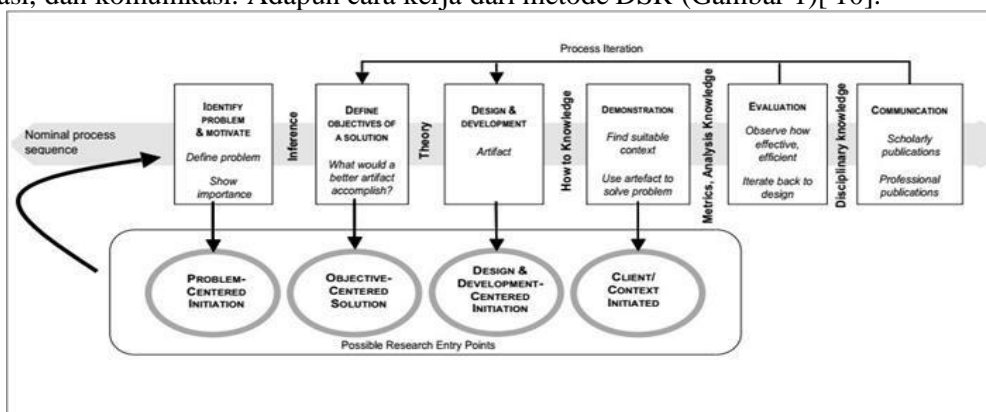 asi, dan komunikasi. Adapun cara kerja dari metode DSR (Gambar 1)[ 10].
Process Iteration
Nominal process
sequence
IDENTIFY
PROBLEM
& MOTIVATE
Define problem
Show
importance
Inference
DEFINE
OBJECTIVES OF
A SOLUTION
What would a
better artifact
accomplish?
Theory
DESIGN &
DEVELOPMENT
Artifact
How to Knowledge
DEMONSTRATION
Find suitable
context
Use artefact to
solve problem
Metrics, Analysis Knowledge
EVALUATION
Observe how
effective,
efficient
Iterate back to
design
Disciplinary knowledge
COMMUNICATION
Scholarly
publications
Professional
publications
PROBLEM-
CENTERED
INITIATION
OBJECTIVE-
CENTERED
SOLUTION
DESIGN &
DEVELOPMENT-
CENTERED
INITIATION
CLIENT/
CONTEXT
INITIATED
Possible Research Entry Points